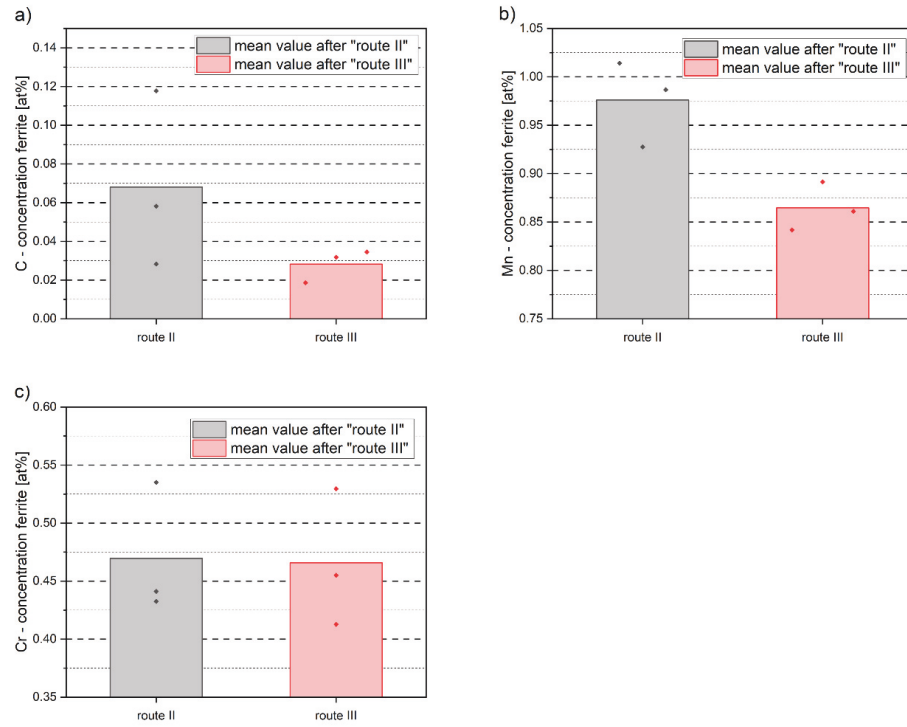 a)
C - concentration ferrite [at%]
0.14
0.12
0.10
0.08
0.06
0.04
0.02
0.00
mean value after "route II"
mean value after "route III"
route II
route III
b)
Mn - concentration ferrite [at%]
1.05
1.00
0.95
0.90
0.85
0.80
0.75
mean value after "route II"
mean value after "route III"
route II
route III
c)
Cr - concentration ferrite [at%]
0.60
0.55
0.50
0.45
0.40
0.35
mean value after "route II"
mean value after "route III"
route II
route III